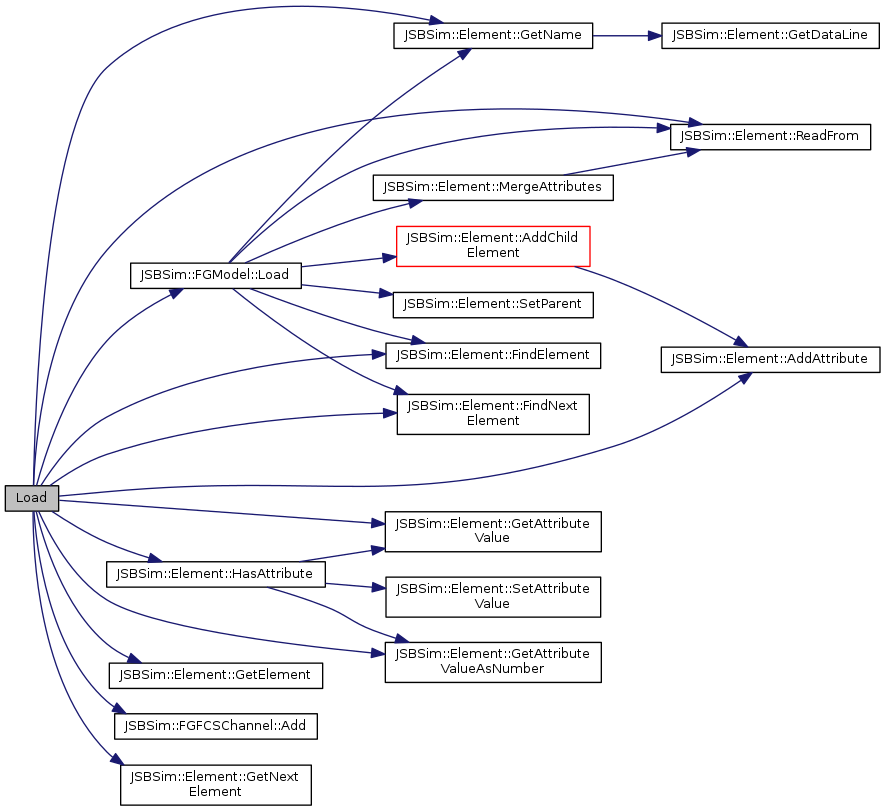 JSBSim::Element::GetName
JSBSim::Element::GetDataLine
JSBSim::Element::ReadFrom
JSBSim::Element::MergeAttributes
JSBSim::Element::AddChild
Element
JSBSim::FGModel::Load
JSBSim::Element::SetParent
JSBSim::Element::FindElement
JSBSim::Element::AddAttribute
JSBSim::Element::FindNext
Element
Load
JSBSim::Element::GetAttribute
Value
JSBSim::Element::HasAttribute
JSBSim::Element::SetAttribute
Value
JSBSim::Element::GetAttribute
ValueAsNumber
JSBSim::Element::GetElement
JSBSim::FGFCSChannel::Add
JSBSim::Element::GetNext
Element